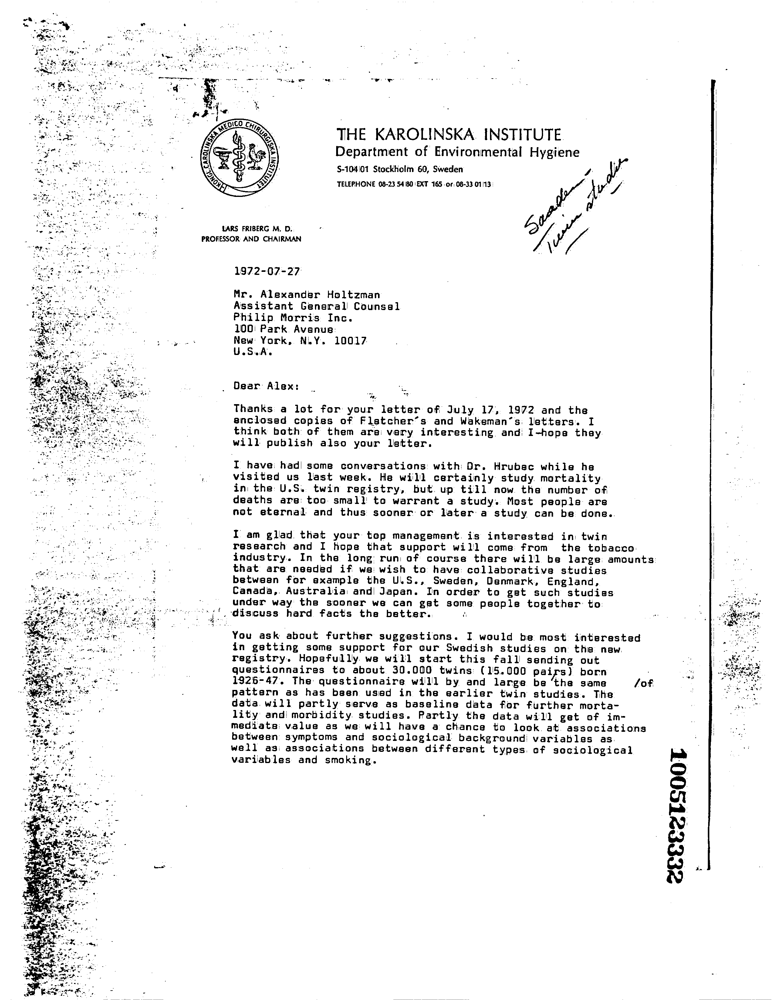 KONGL. CAROLINSKA MEDICO CHIRURGISKA INSTITUTET
THE KAROLINSKA INSTITUTE
Department of Environmental Hygiene
S-104 01 Stockholm 60, Sweden
TELEPHONE 08-23 54 80 EXT 165 or 08-33 01 13
Twin studies
LARS FRIBERG M. D.
PROFESSOR AND CHAIRMAN
1972-07-27
Mr. Alexander Holtzman
Assistant General Counsel
Philip Morris Inc.
100 Park Avenue
New York, N.Y. 10017
U.S.A.
Dear Alex:
Thanks a lot for your letter of July 17, 1972 and the
enclosed copies of Fletcher's and Wakeman's letters. I
think both of them are very interesting and I hope they
will publish also your letter.
I have had some conversations with Dr. Hrubec while he
visited us last week. He will certainly study mortality
in the U.S. twin registry, but up till now the number of
deaths are too small to warrant a study. Most people are
not eternal and thus sooner or later a study can be done.
I am glad that your top management is interested in twin
research and I hope that support will come from the tobacco
industry. In the long run of course there will be large amounts
that are needed if we wish to have collaborative studies
between for example the U.S., Sweden, Denmark, England,
Canada, Australia and Japan. In order to get such studies
under way the sooner we can get some people together to
discuss hard facts the better.
You ask about further suggestions. I would be most interested
in getting some support for our Swedish studies on the new
registry. Hopefully we will start this fall sending out
questionnaires to about 30.000 twins (15.000 pairs) born
1926-47. The questionnaire will by and large be the same /of
pattern as has been used in the earlier twin studies. The
data will partly serve as baseline data for further morta-
lity and morbidity studies. Partly the data will get of im-
mediate value as we will have a chance to look at associations
between symptoms and sociological background variables as
well as associations between different types of sociological
variables and smoking.
1005123332